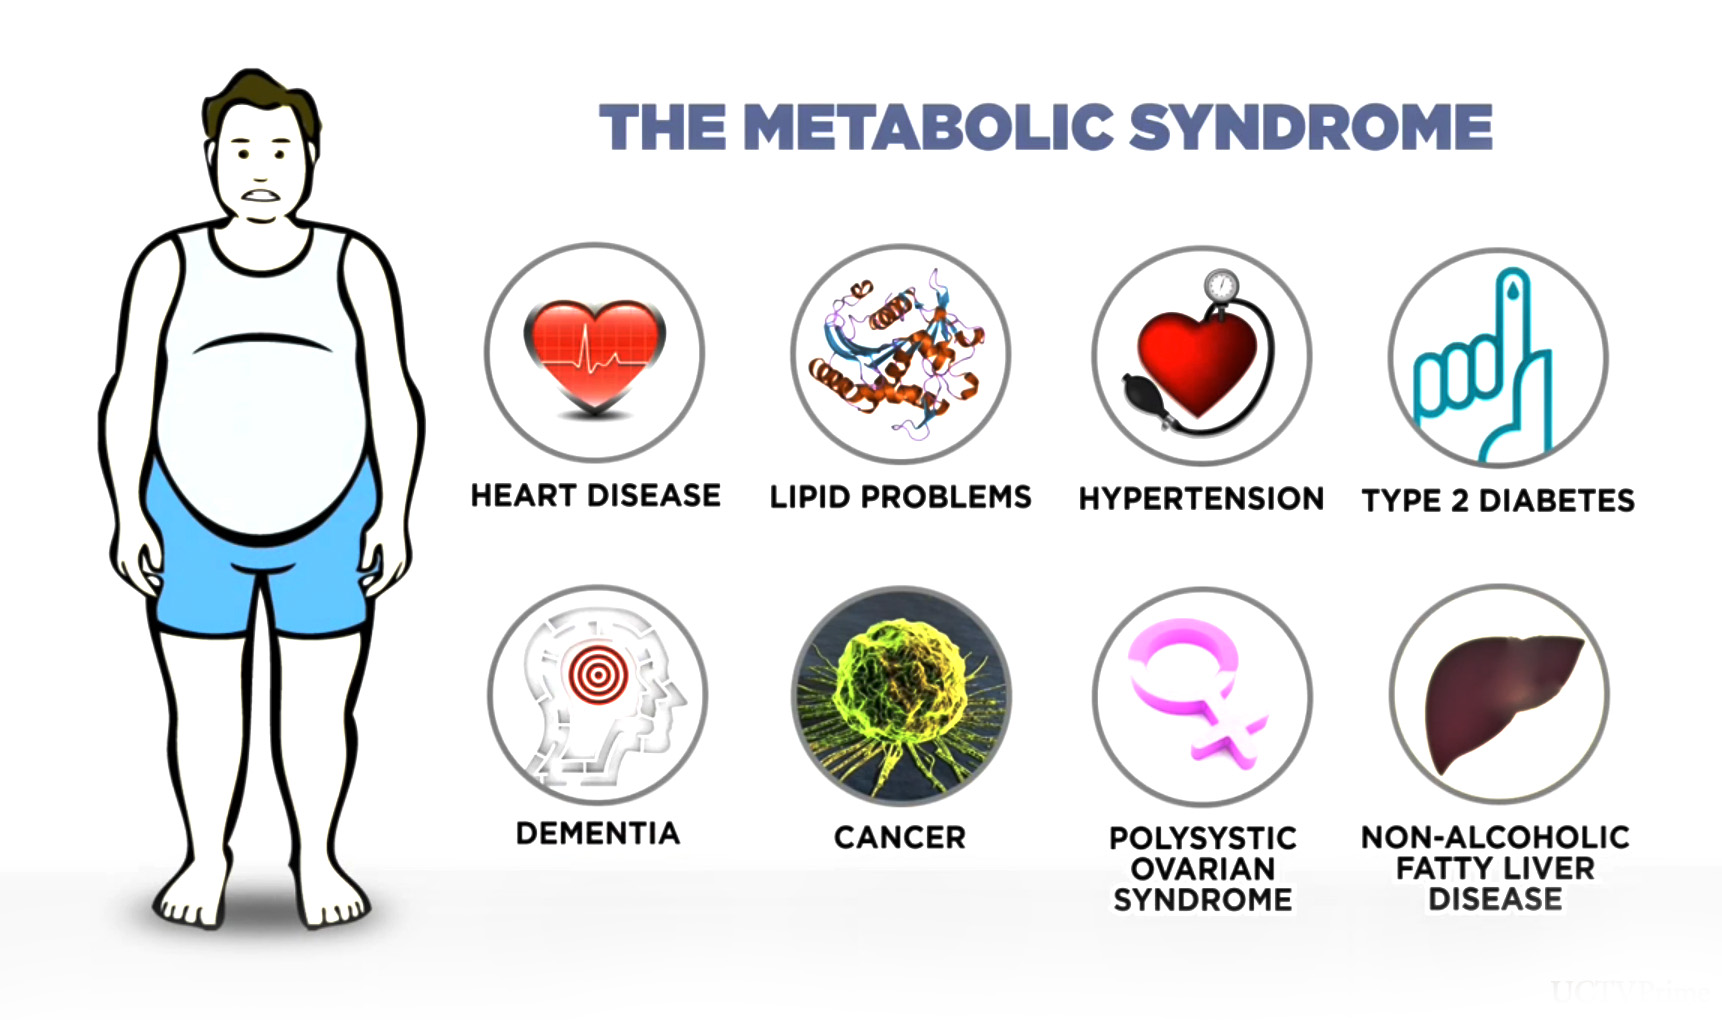 THE METABOLIC SYNDROME
HEART DISEASE
LIPID PROBLEMS
HYPERTENSION
TYPE 2 DIABETES
DEMENTIA
CANCER
POLYSYSTIC
OVARIAN
SYNDROME
NON-ALCOHOLIC
FATTY LIVER
DISEASE
UCTV Prime